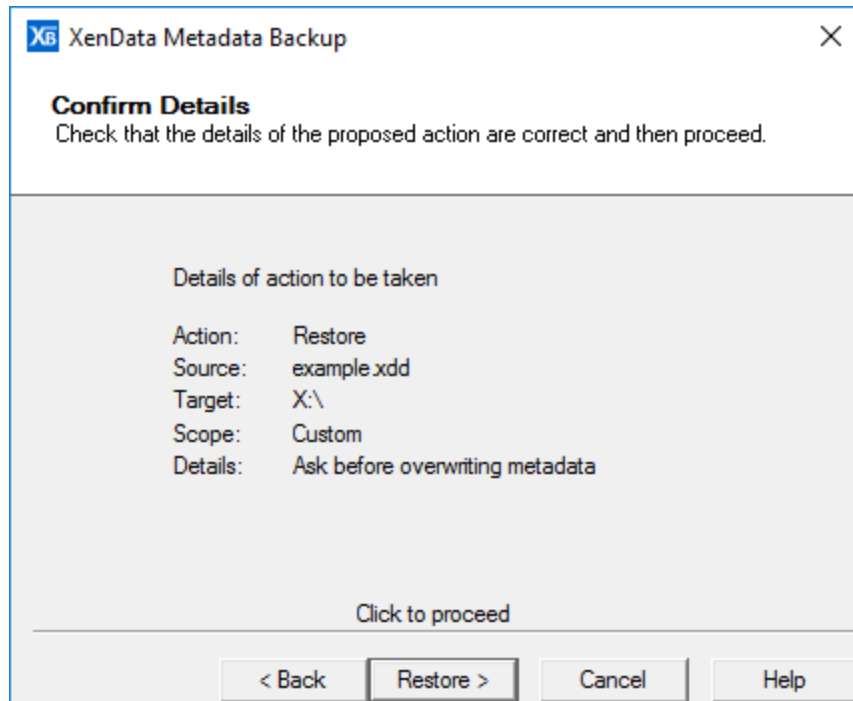 XB XenData Metadata Backup
Confirm Details
Check that the details of the proposed action are correct and then proceed.
Details of action to be taken
Action: Restore
Source: example.xdd
Target: X:\
Scope: Custom
Details: Ask before overwriting metadata
Click to proceed
< Back Restore > Cancel Help